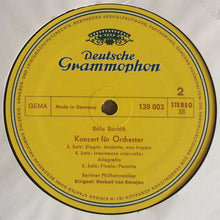 Deutsche
Grammophon
GEMA
Made in Germany
139 003
2
STEREO
33
Béla Bartók
Konzert für Orchester
3. Satz: Elegia: Andante, non troppo
4. Satz: Intermezzo interrotto:
Allegretto
5. Satz: Finale: Pesante
Berliner Philharmoniker
Dirigent: Herbert von Karajan